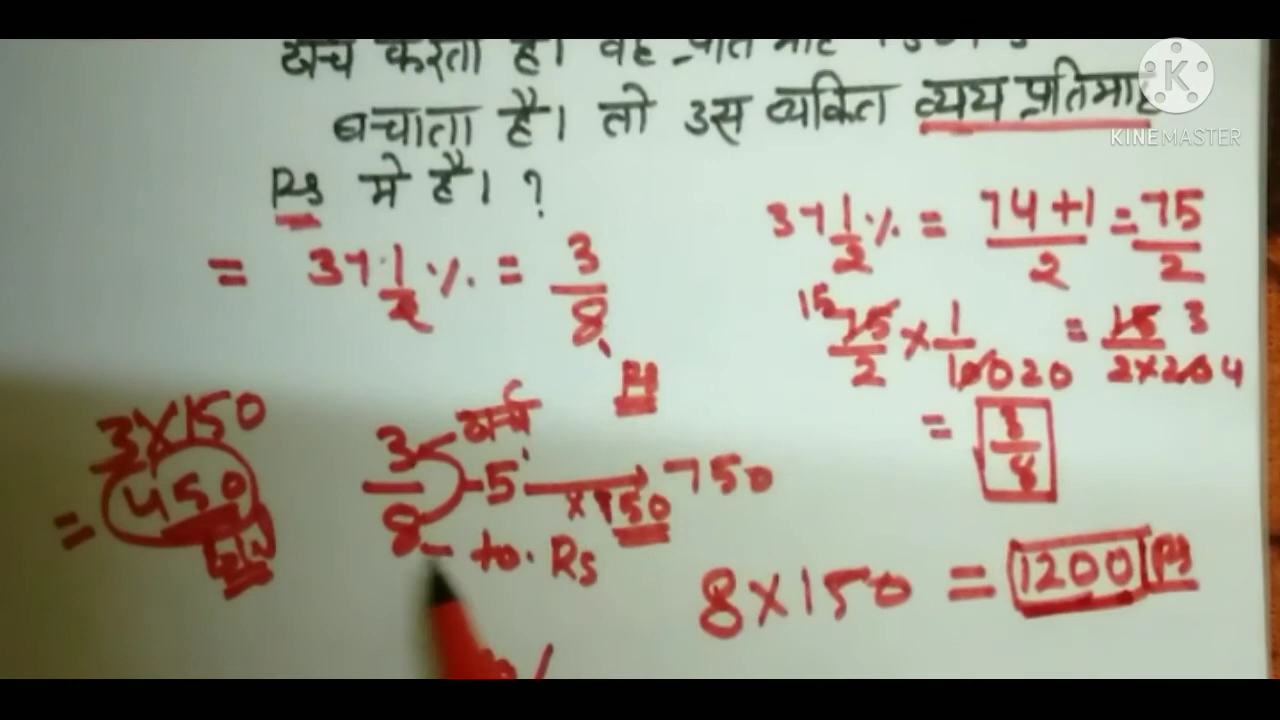 खर्च करता है। वह प्रति माह
बचाता है। तो उस व्यकित व्यय प्रतिमाह
Rs मे है। ?
= 37 1/2 % = 3/8
37 1/2 % = 74+1/2 = 75/2
15 75/2 × 1/100 20 = 15/2×20 3 4
= 3/8
3×150
= 450
3/8 खर्च
-5 → 750
×150
to. Rs
8×150 = 1200 Rs
KINEMASTER